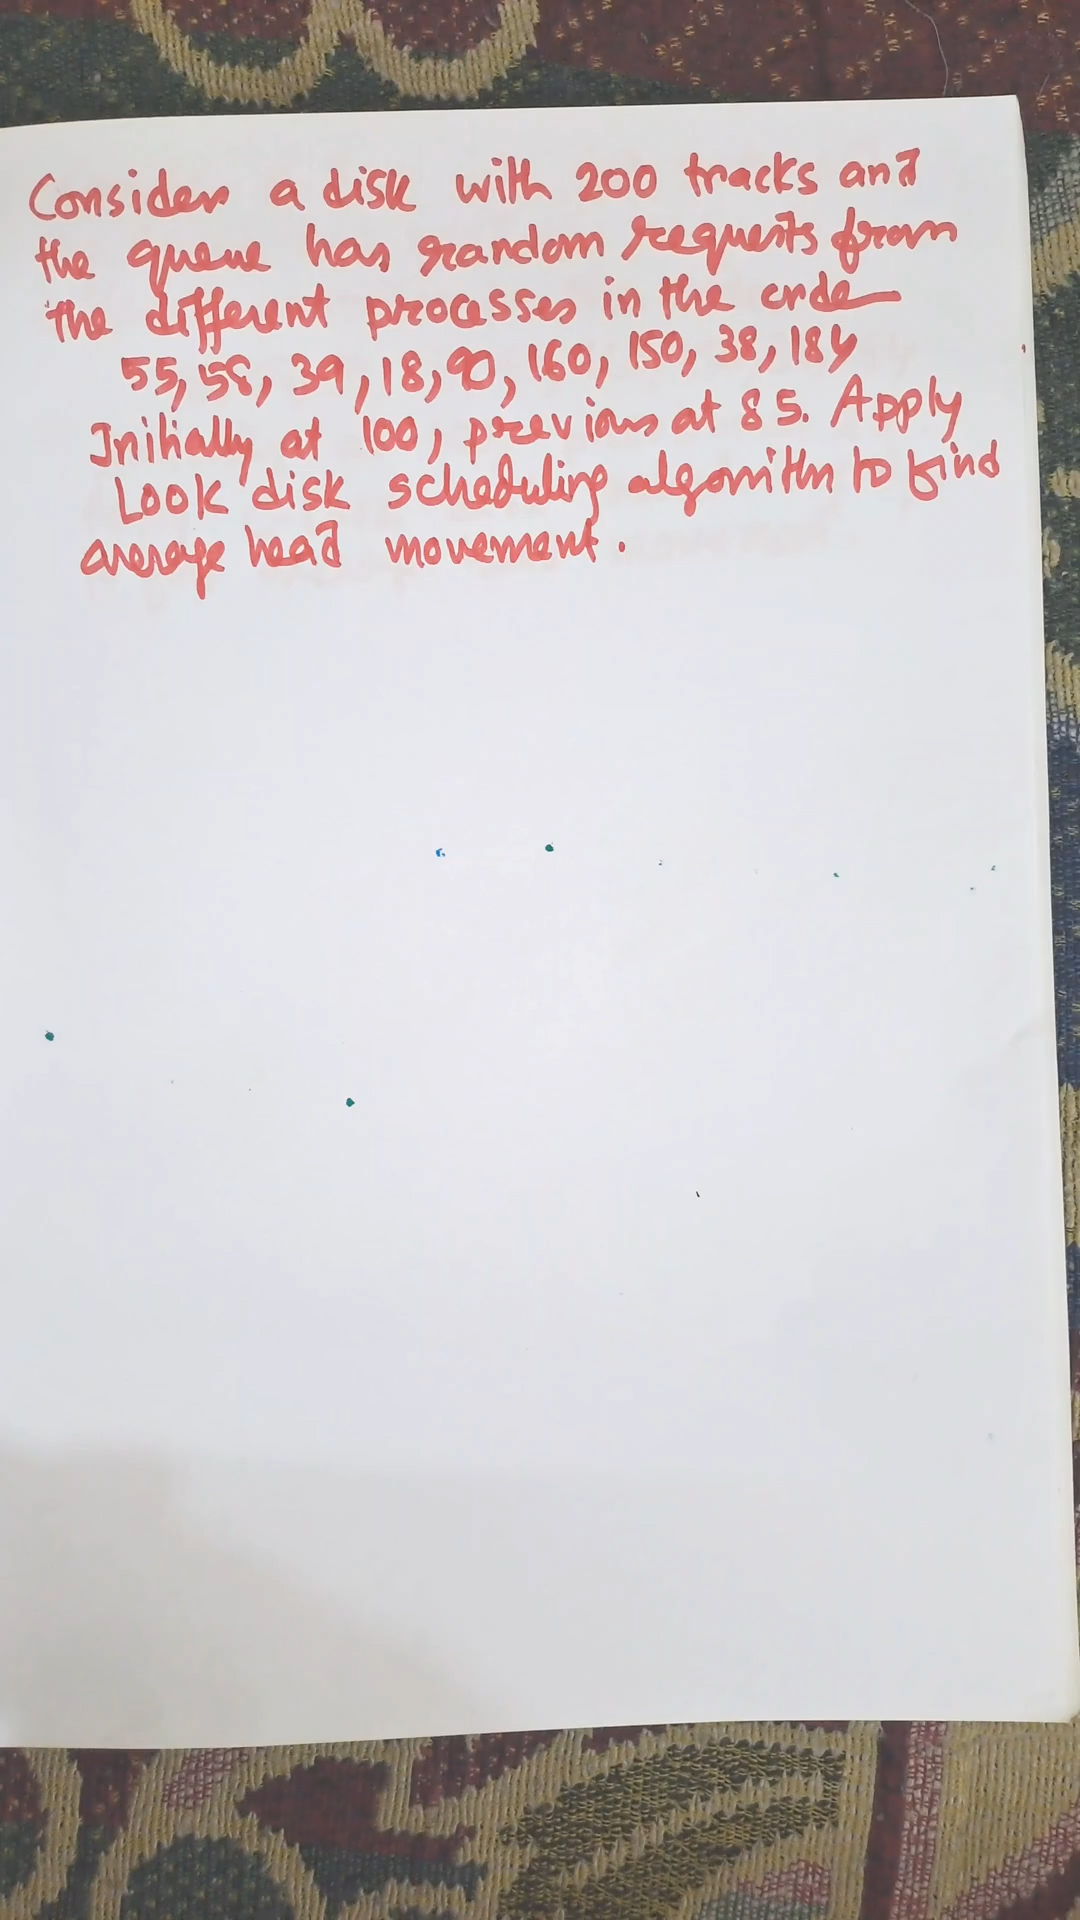 Consider a disk with 200 tracks and
the queue has random requests from
the different processes in the order
55, 58, 39, 18, 90, 160, 150, 38, 184
Initially at 100, previous at 85. Apply
Look disk scheduling algorithm to find
average head movement.